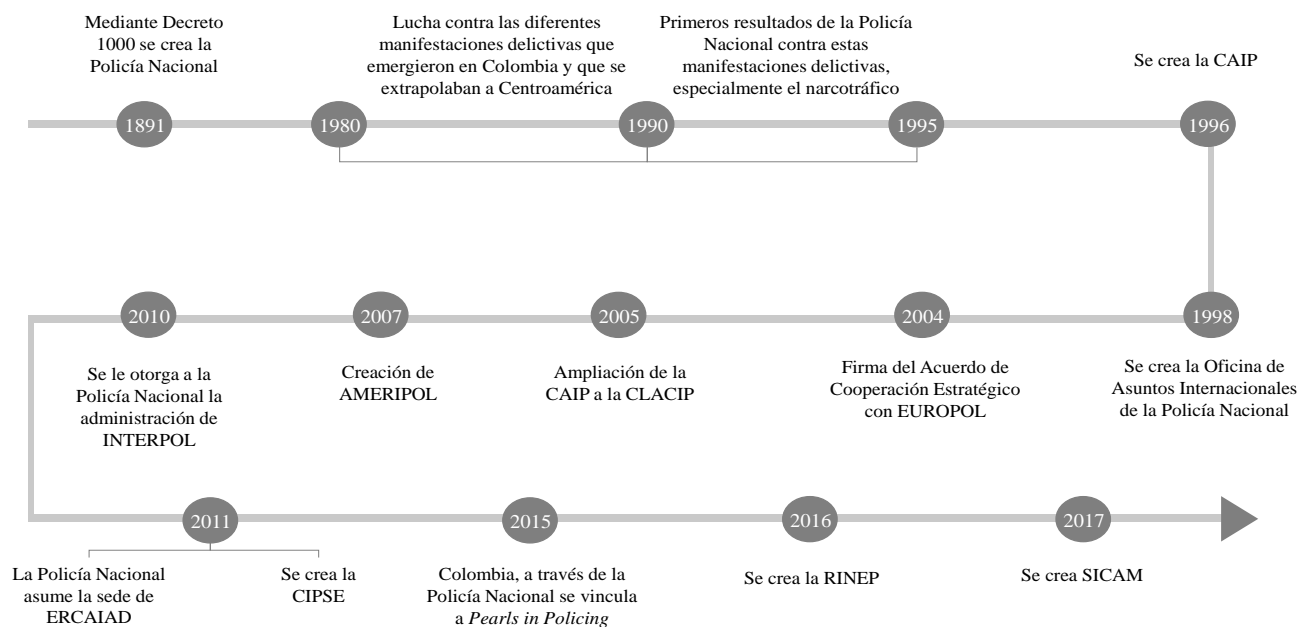 Mediante Decreto
1000 se crea la
Policía Nacional
Lucha contra las diferentes
manifestaciones delictivas que
emergieron en Colombia y que se
extrapolaban a Centroamérica
Primeros resultados de la Policía
Nacional contra estas
manifestaciones delictivas,
especialmente el narcotráfico
Se crea la CAIP
1891
1980
1990
1995
1996
2010
2007
2005
2004
1998
Se le otorga a la
Policía Nacional la
administración de
INTERPOL
Creación de
AMERIPOL
Ampliación de la
CAIP a la CLACIP
Firma del Acuerdo de
Cooperación Estratégico
con EUROPOL
Se crea la Oficina de
Asuntos Internacionales
de la Policía Nacional
2011
2015
2016
2017
La Policía Nacional
asume la sede de
ERCAIAD
Se crea la
CIPSE
Colombia, a través de la
Policía Nacional se vincula
a Pearls in Policing
Se crea la RINEP
Se crea SICAM